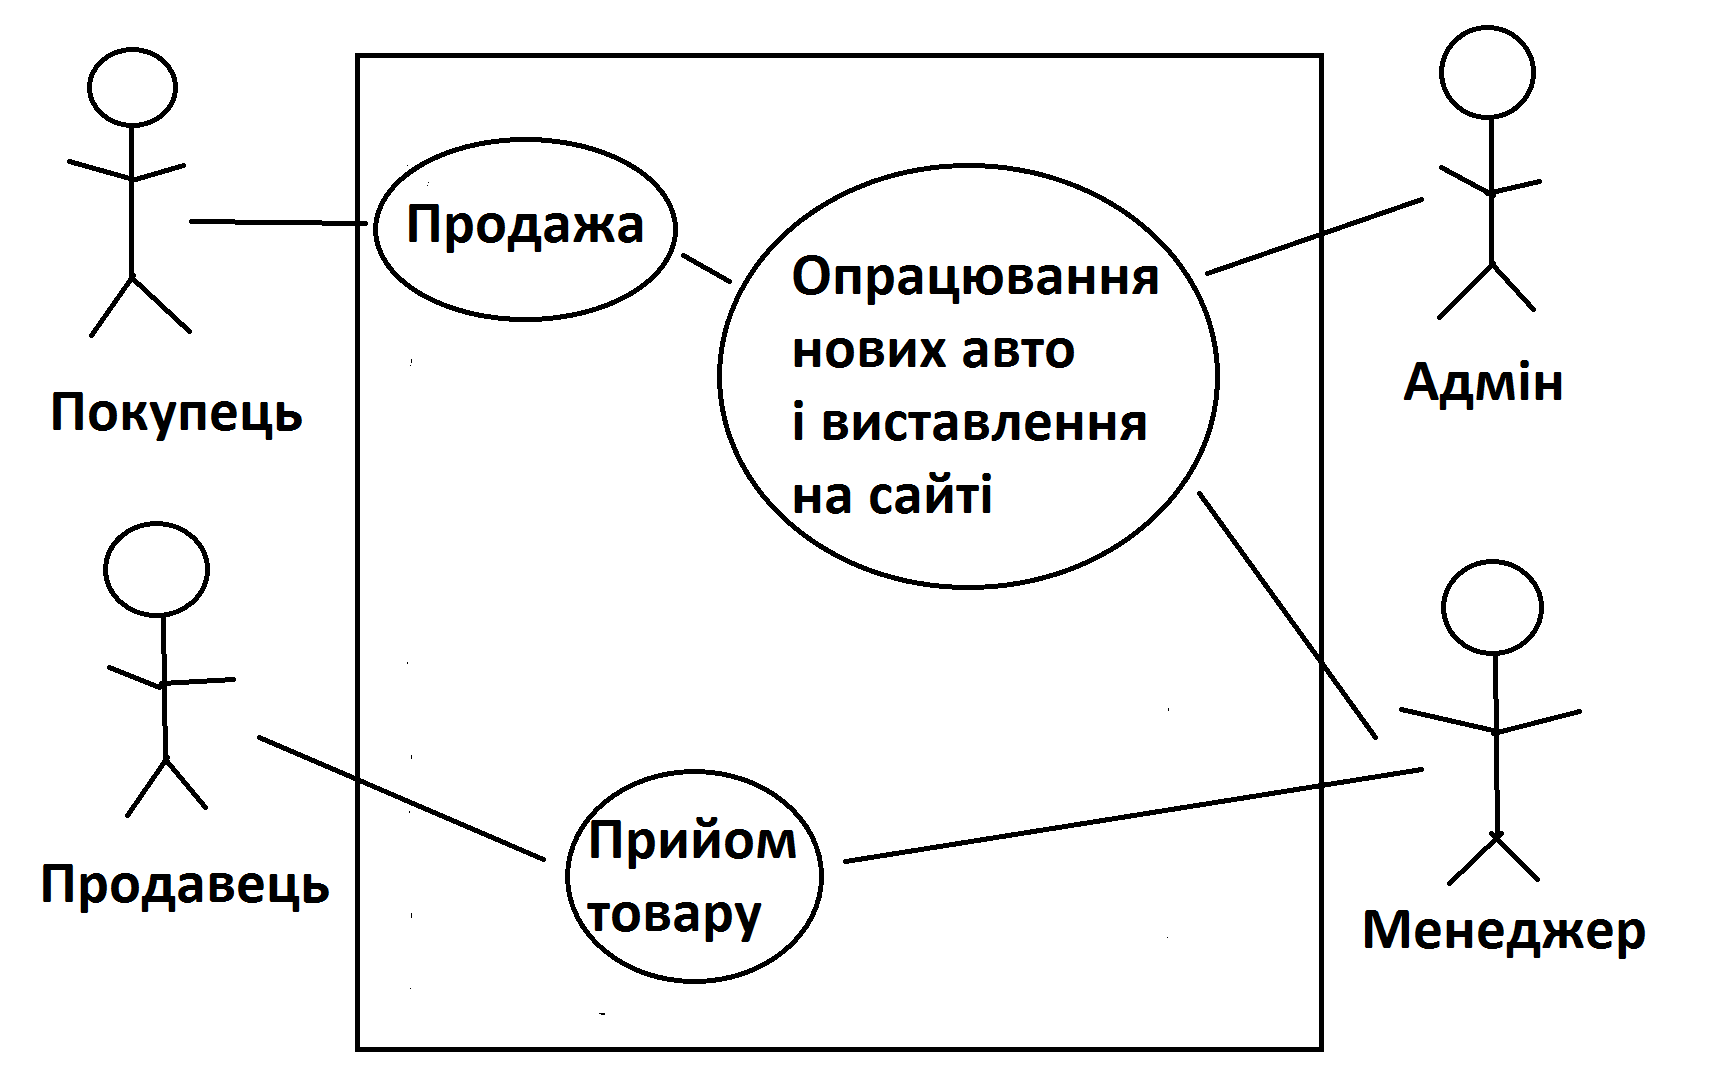 Продажа
Опрацювання
нових авто
і виставлення
на сайті
Адмін
Покупець
Прийом
товару
Продавець
Менеджер